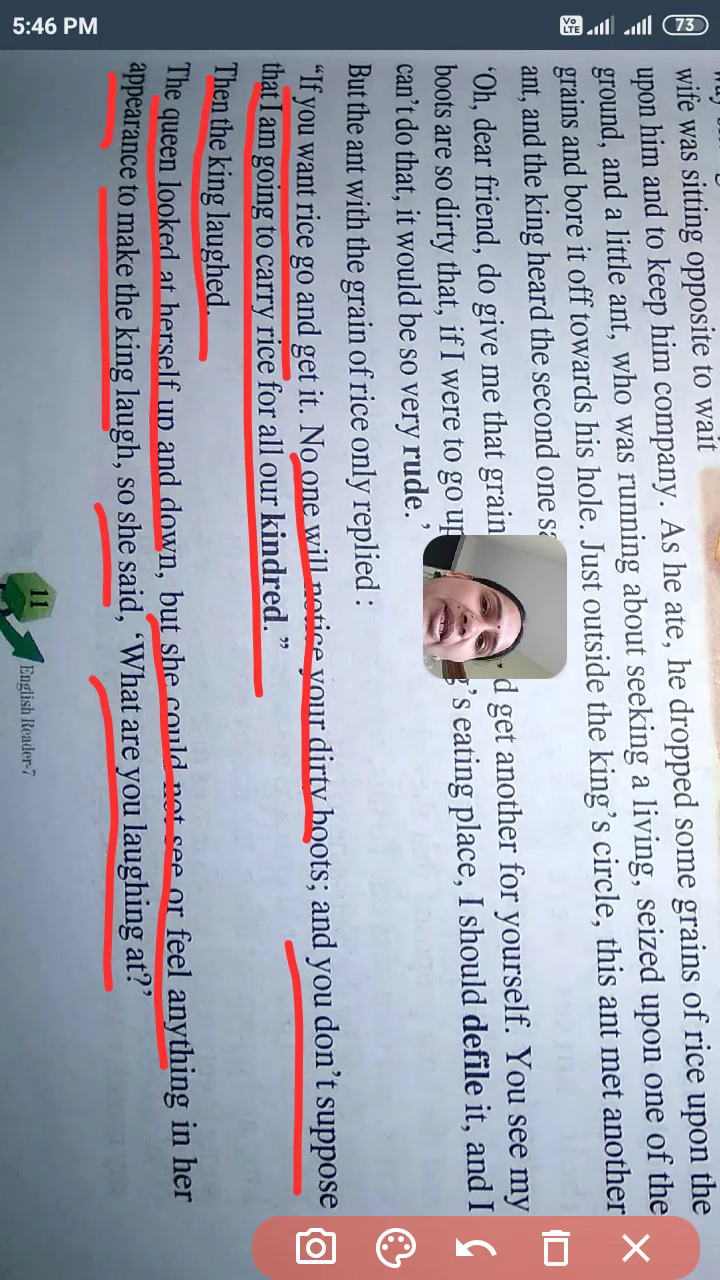 5:46 PM
Vo LTE
73
wife was sitting opposite to wait
upon him and to keep him company. As he ate, he dropped some grains of rice upon the
ground, and a little ant, who was running about seeking a living, seized upon one of the
grains and bore it off towards his hole. Just outside the king's circle, this ant met another
ant, and the king heard the second one
'Oh, dear friend, do give me that grain get another for yourself. You see my
boots are so dirty that, if I were to go up eating place, I should defile it, and I
can't do that, it would be so very rude.'
But the ant with the grain of rice only replied :
"If you want rice go and get it. No one will notice your dirty boots; and you don't suppose
that I am going to carry rice for all our kindred."
Then the king laughed.
The queen looked at herself up and down, but she could not see or feel anything in her
appearance to make the king laugh, so she said, 'What are you laughing at?'
11
English Reader-7